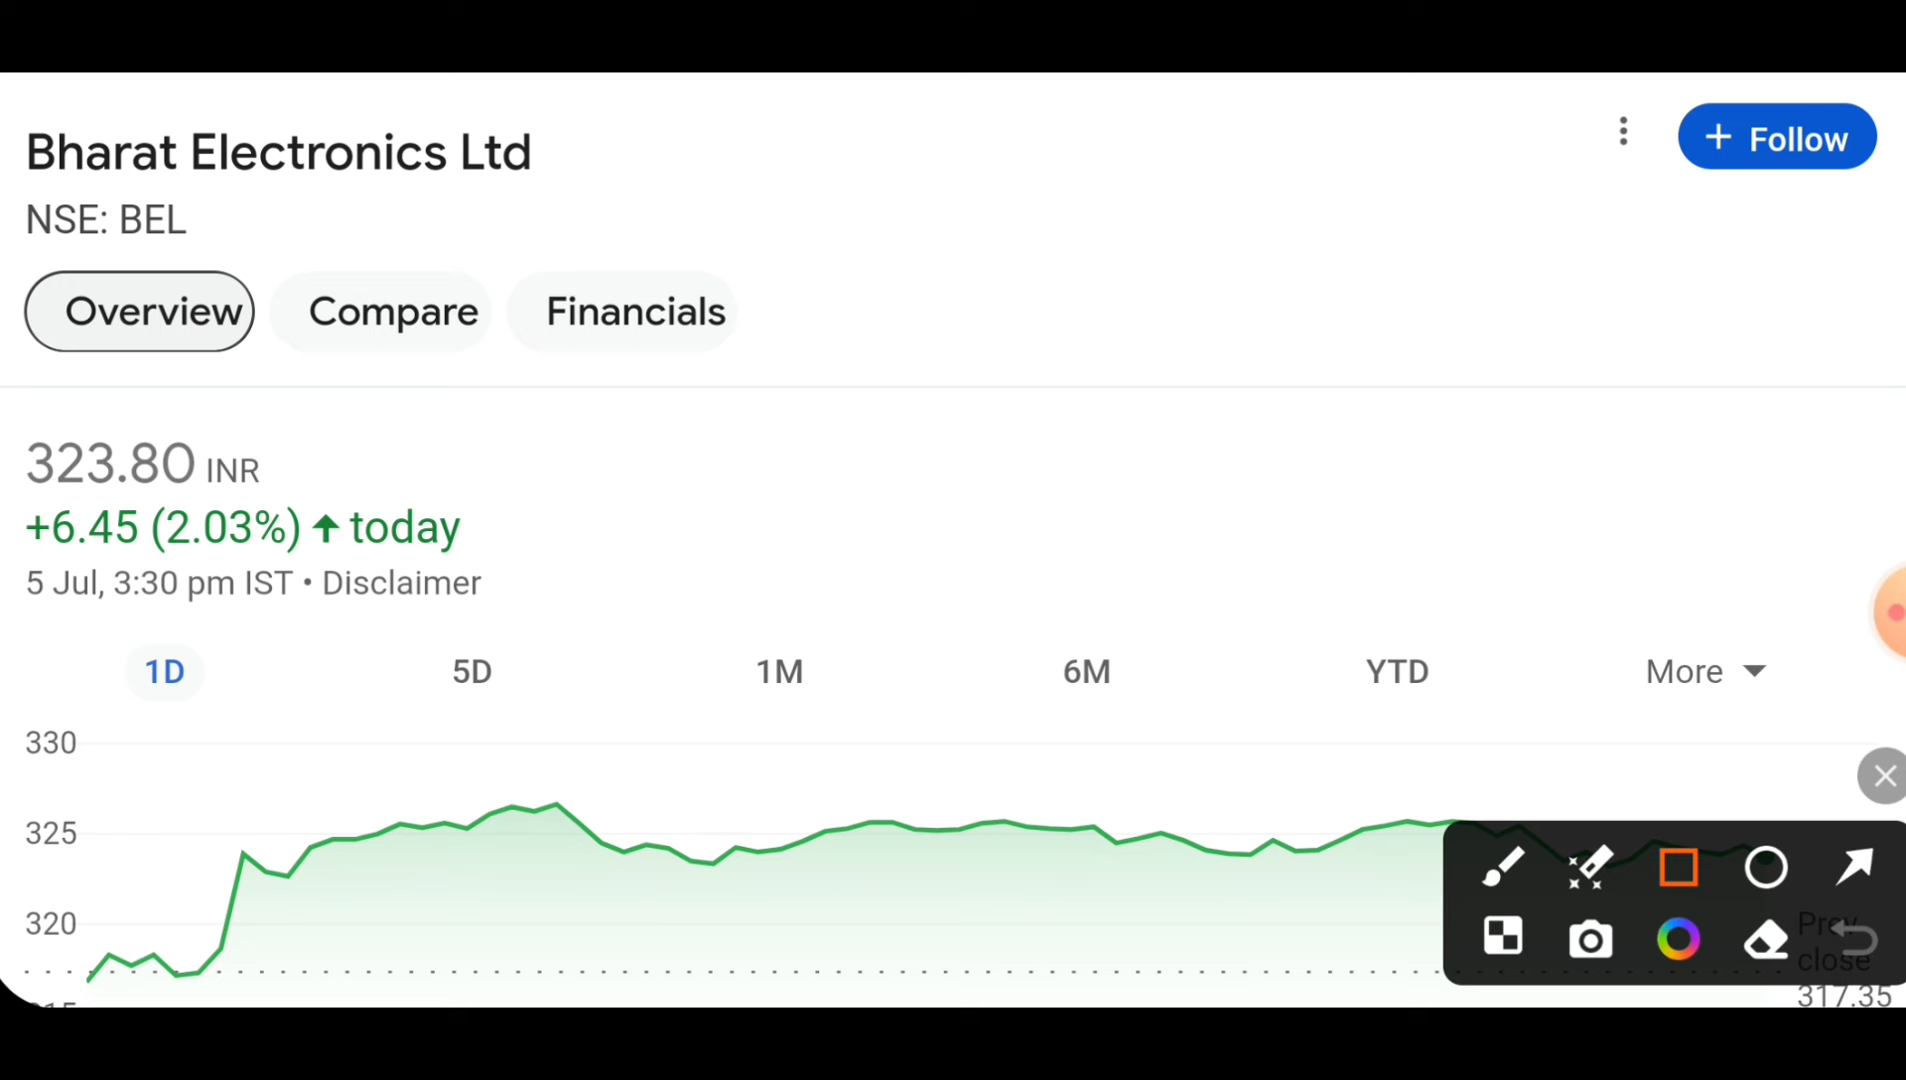 Bharat Electronics Ltd
+ Follow
NSE: BEL
Overview
Compare
Financials
323.80 INR
+6.45 (2.03%) ↑ today
5 Jul, 3:30 pm IST • Disclaimer
1D
5D
1M
6M
YTD
More
330
325
320
Prev
close
317.35